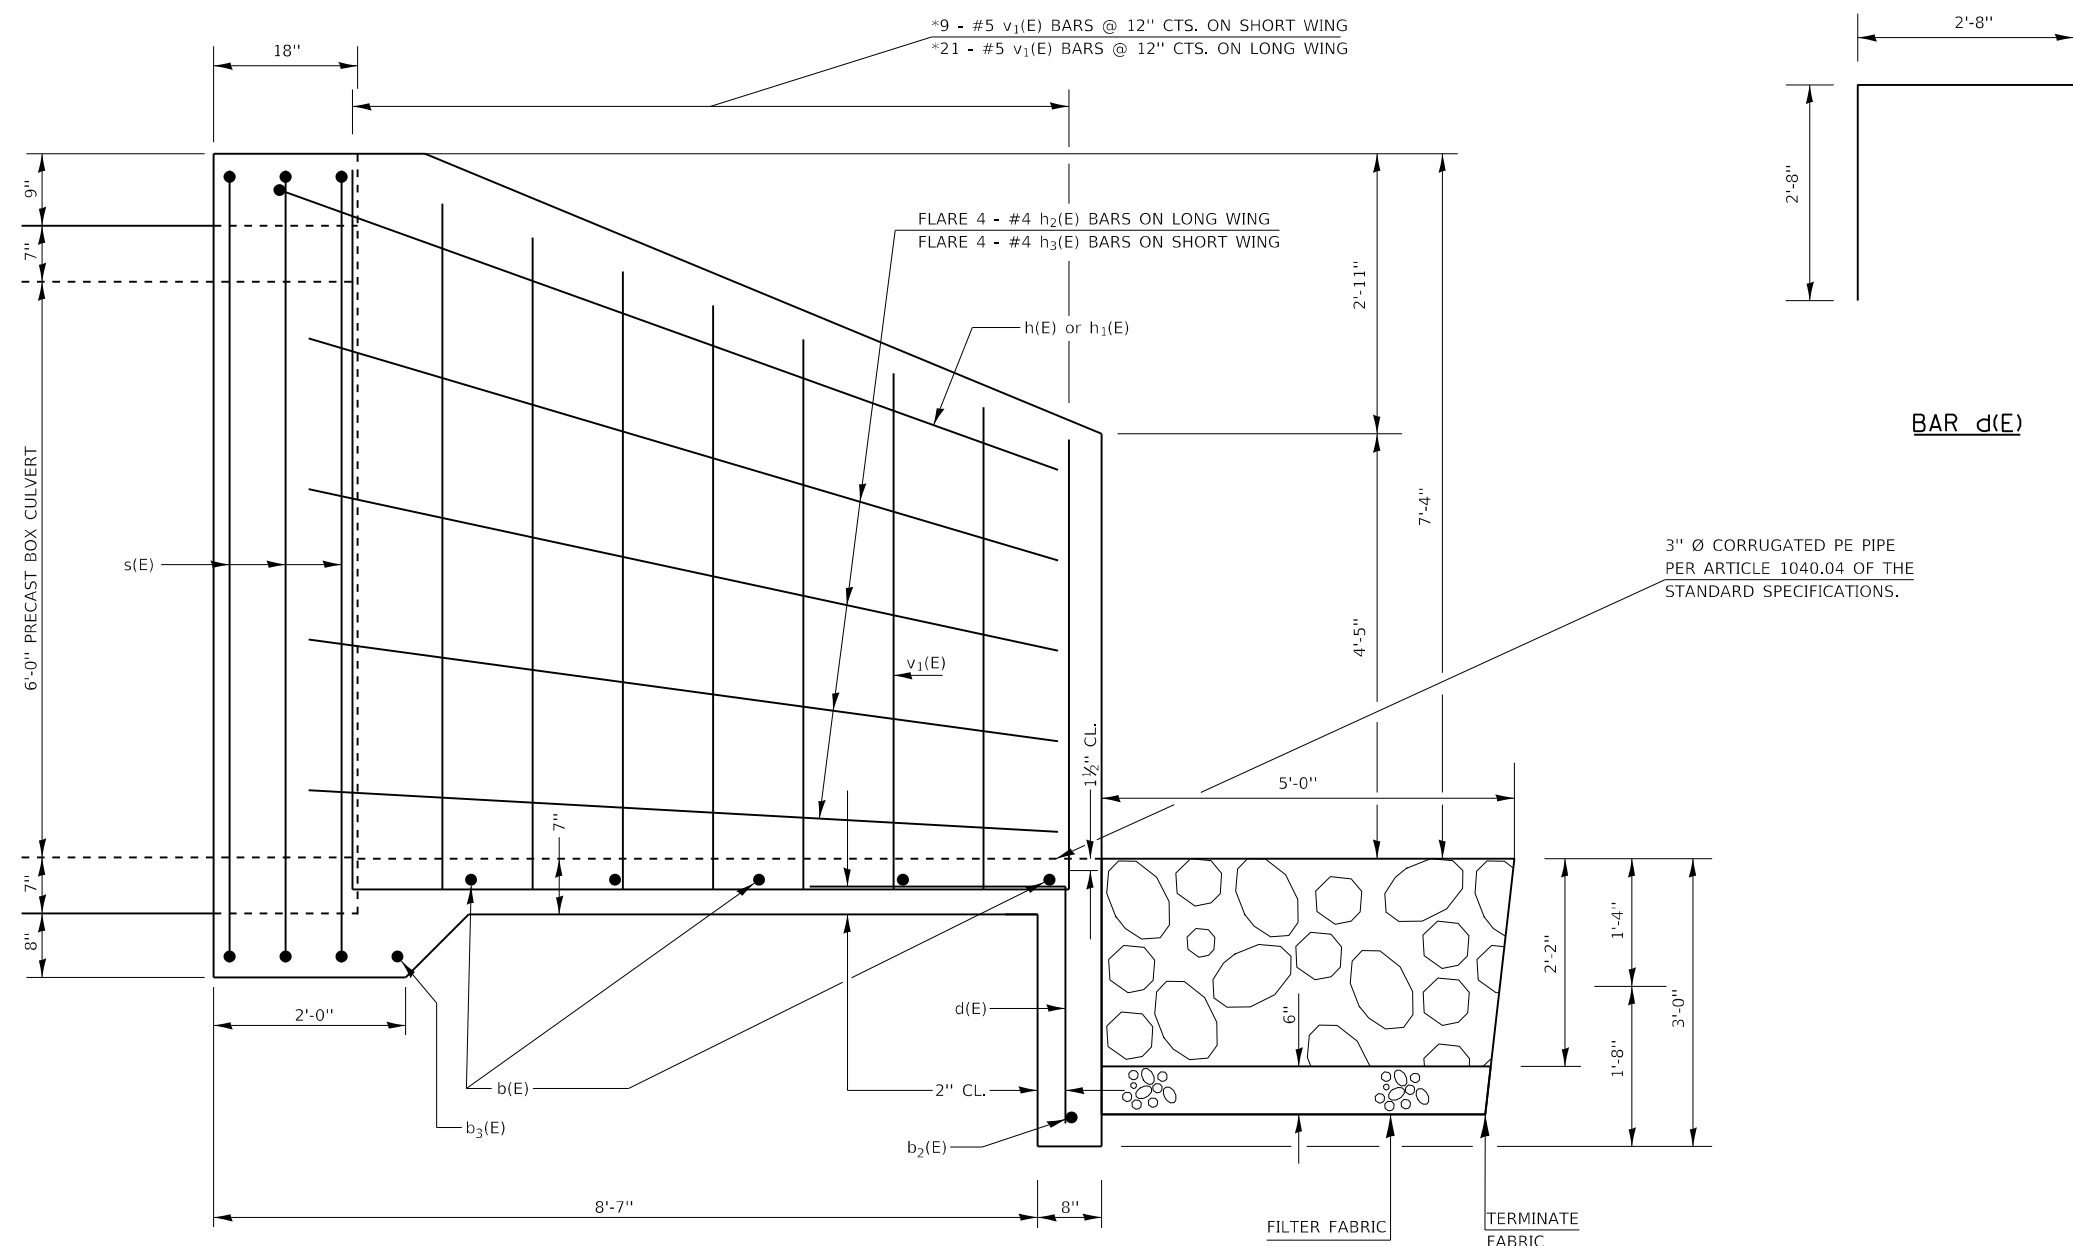 *9 - #5 v₁(E) BARS @ 12" CTS. ON SHORT WING
*21 - #5 v₁(E) BARS @ 12" CTS. ON LONG WING
18"
2'-8"
2'-8"
BAR d(E)
9"
7"
6'-0" PRECAST BOX CULVERT
7"
8"
FLARE 4 - #4 h₂(E) BARS ON LONG WING
FLARE 4 - #4 h₃(E) BARS ON SHORT WING
h(E) or h₁(E)
2'-11"
7'-4"
4'-5"
s(E)
v₁(E)
3" Ø CORRUGATED PE PIPE
PER ARTICLE 1040.04 OF THE
STANDARD SPECIFICATIONS.
1½" CL.
5'-0"
7"
2'-0"
d(E)
6"
2'-2"
1'-4"
1'-8"
3'-0"
b(E)
2" CL.
b₃(E)
b₂(E)
8'-7"
8"
FILTER FABRIC
TERMINATE
FABRIC